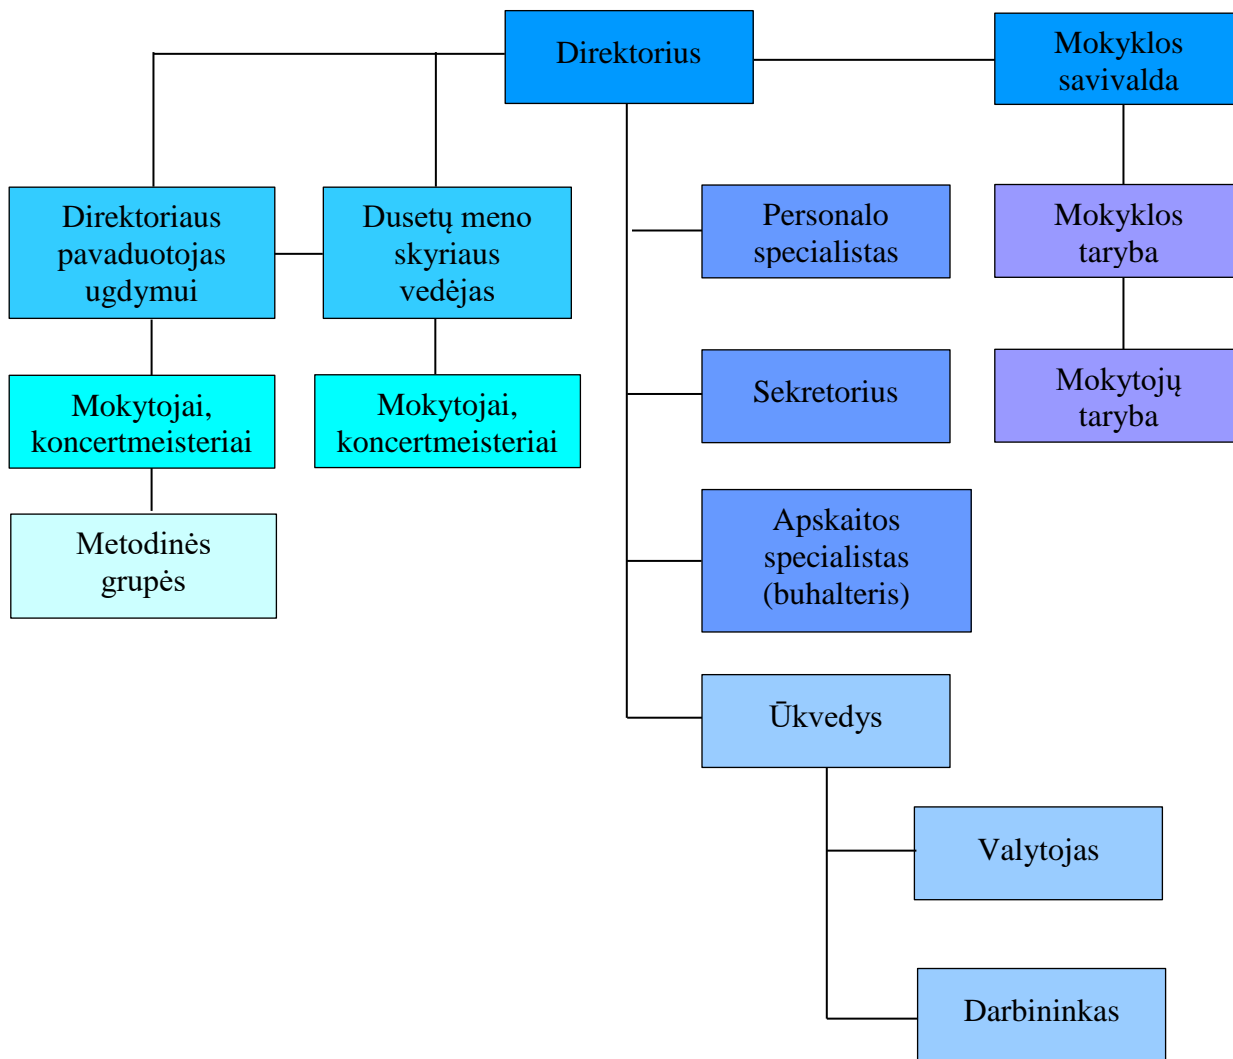 Direktorius
Mokyklos
savivalda
Direktoriaus
pavaduotojas
ugdymui
Dusetų meno
skyriaus
vedėjas
Personalo
specialistas
Mokyklos
taryba
Mokytojai,
koncertmeisteriai
Mokytojai,
koncertmeisteriai
Sekretorius
Mokytojų
taryba
Metodinės
grupės
Apskaitos
specialistas
(buhalteris)
Ūkvedys
Valytojas
Darbininkas